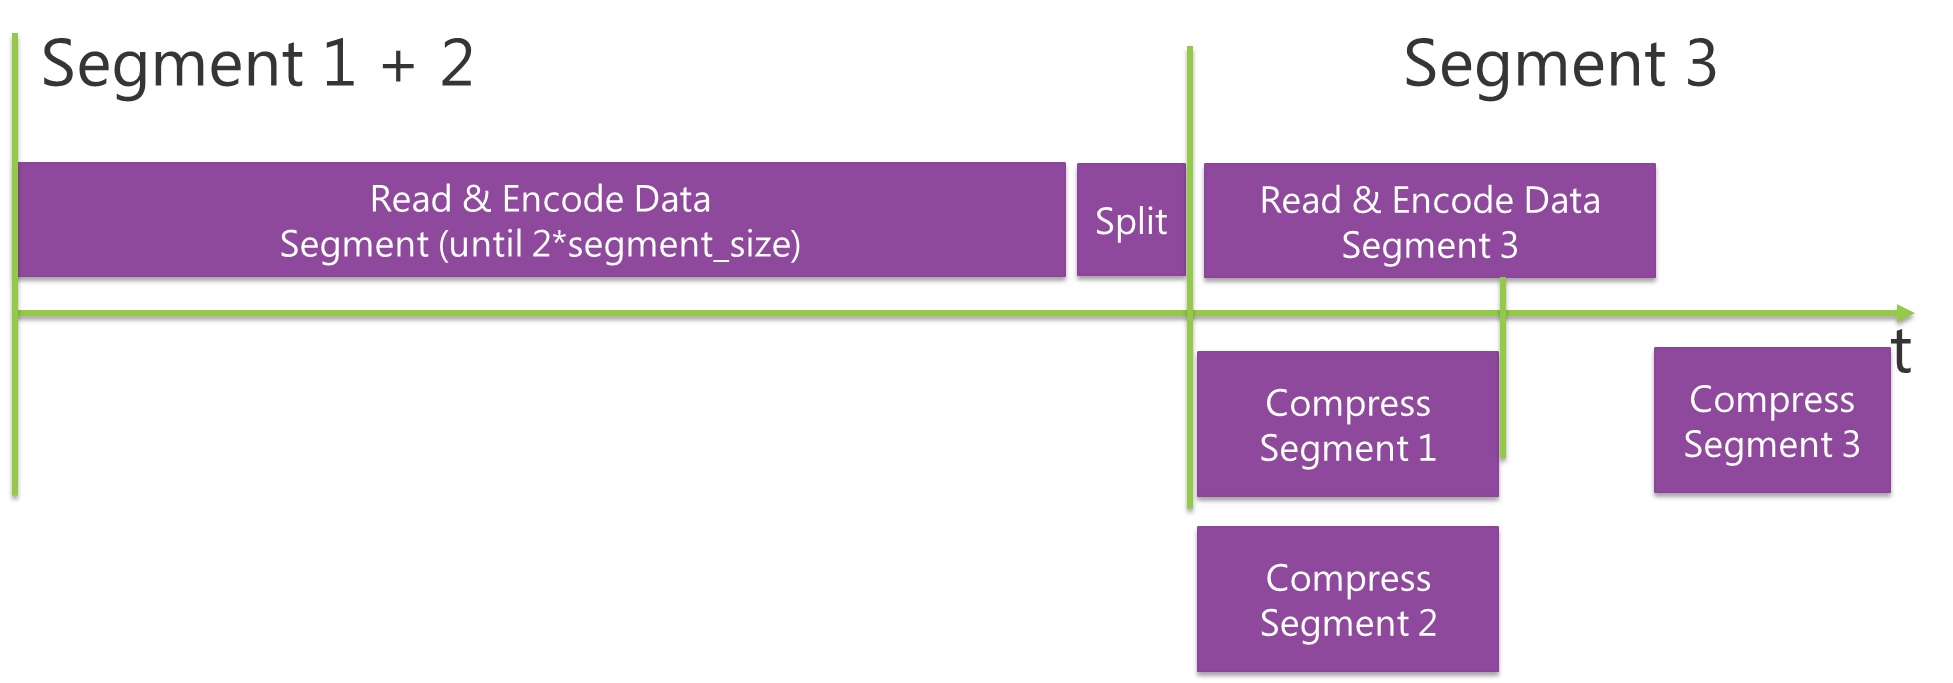 Segment 1 + 2
Segment 3
Read & Encode Data
Segment (until 2*segment_size)
Split
Read & Encode Data
Segment 3
t
Compress
Segment 1
Compress
Segment 3
Compress
Segment 2